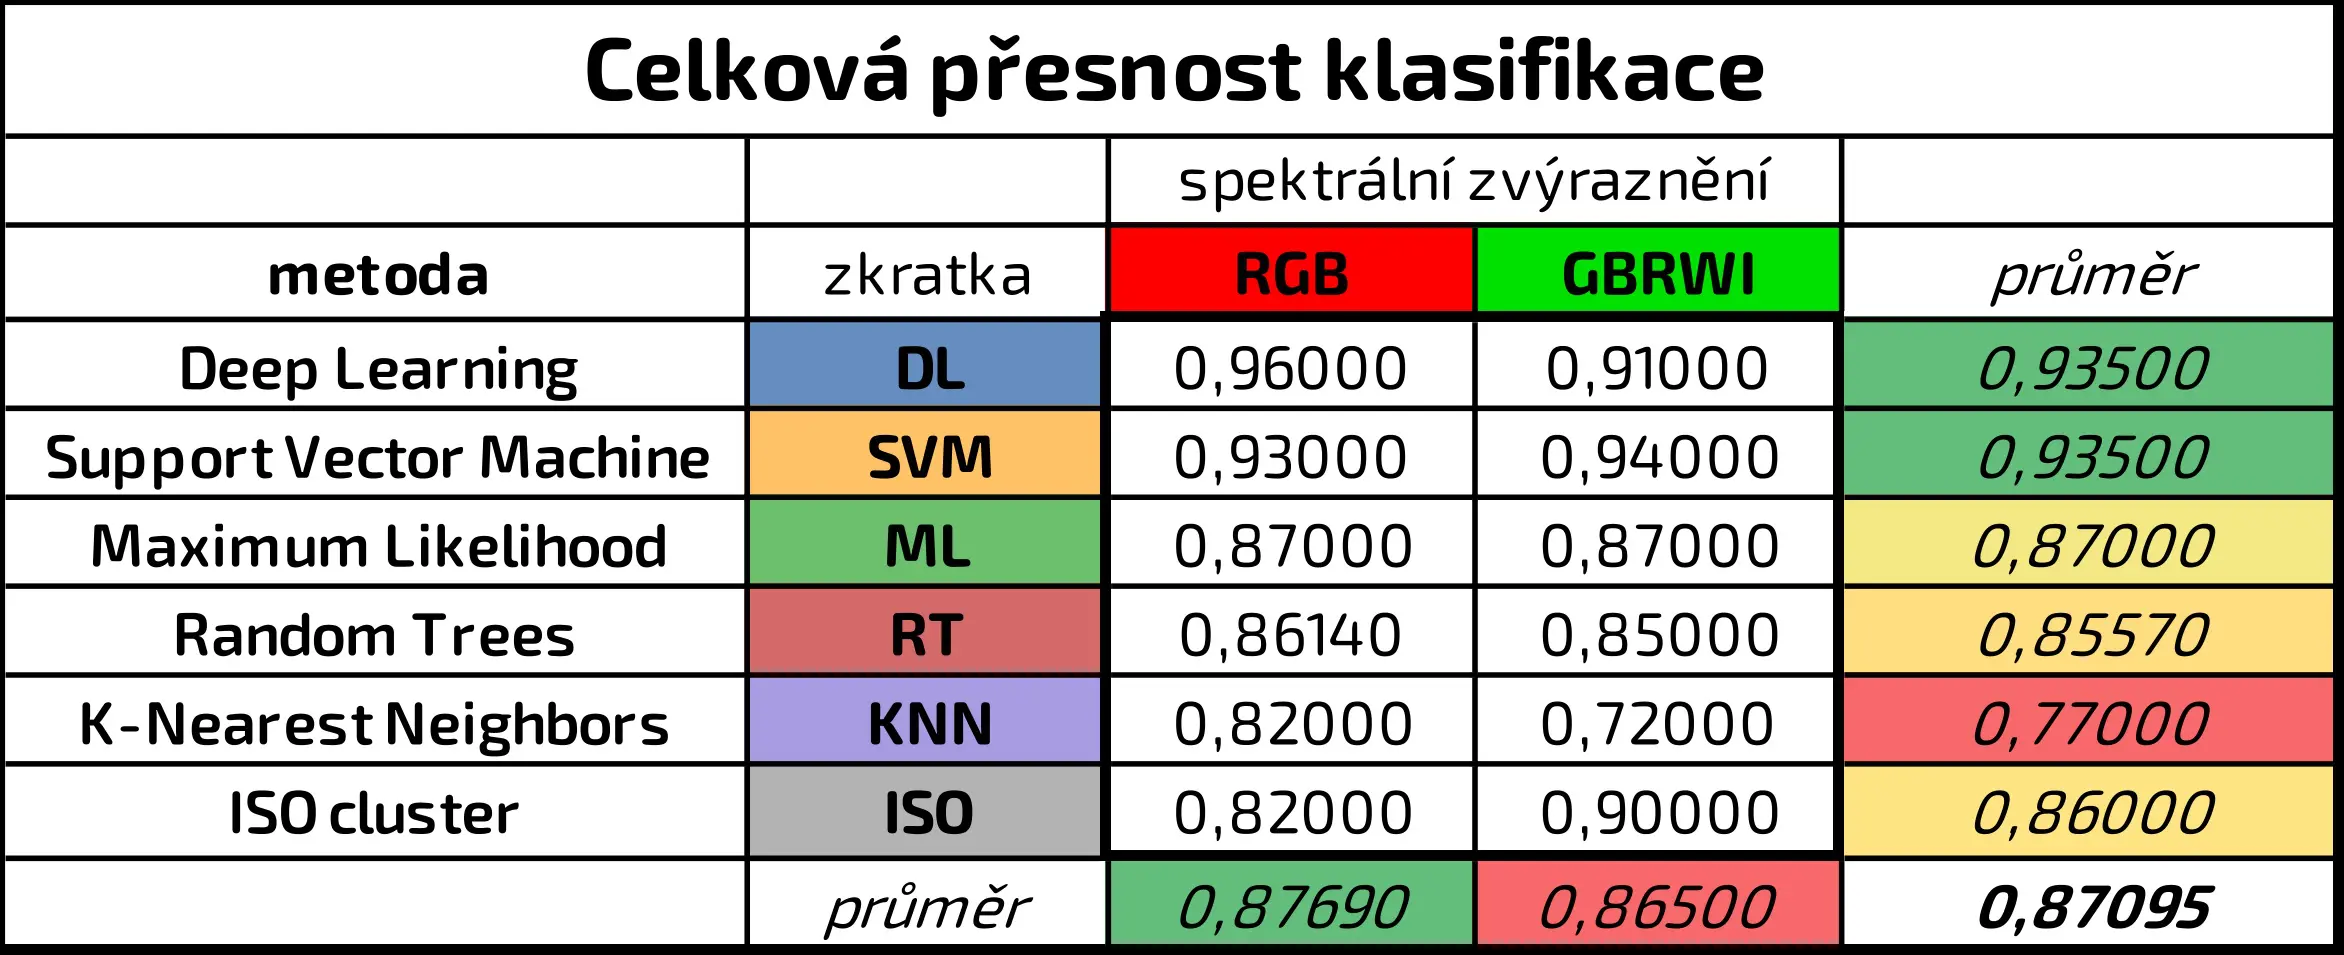 Celková přesnost klasifikace
spektrální zvýraznění
metoda zkratka RGB GBRWI průměr
Deep Learning DL 0,96000 0,91000 0,93500
Support Vector Machine SVM 0,93000 0,94000 0,93500
Maximum Likelihood ML 0,87000 0,87000 0,87000
Random Trees RT 0,86140 0,85000 0,85570
K-Nearest Neighbors KNN 0,82000 0,72000 0,77000
ISO cluster ISO 0,82000 0,90000 0,86000
průměr 0,87690 0,86500 0,87095